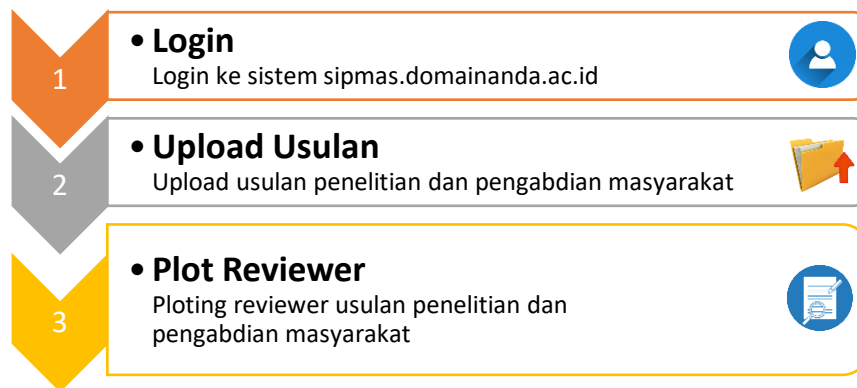 1
• Login
Login ke sistem sipmas.domainanda.ac.id
2
• Upload Usulan
Upload usulan penelitian dan pengabdian masyarakat
3
• Plot Reviewer
Ploting reviewer usulan penelitian dan
pengabdian masyarakat